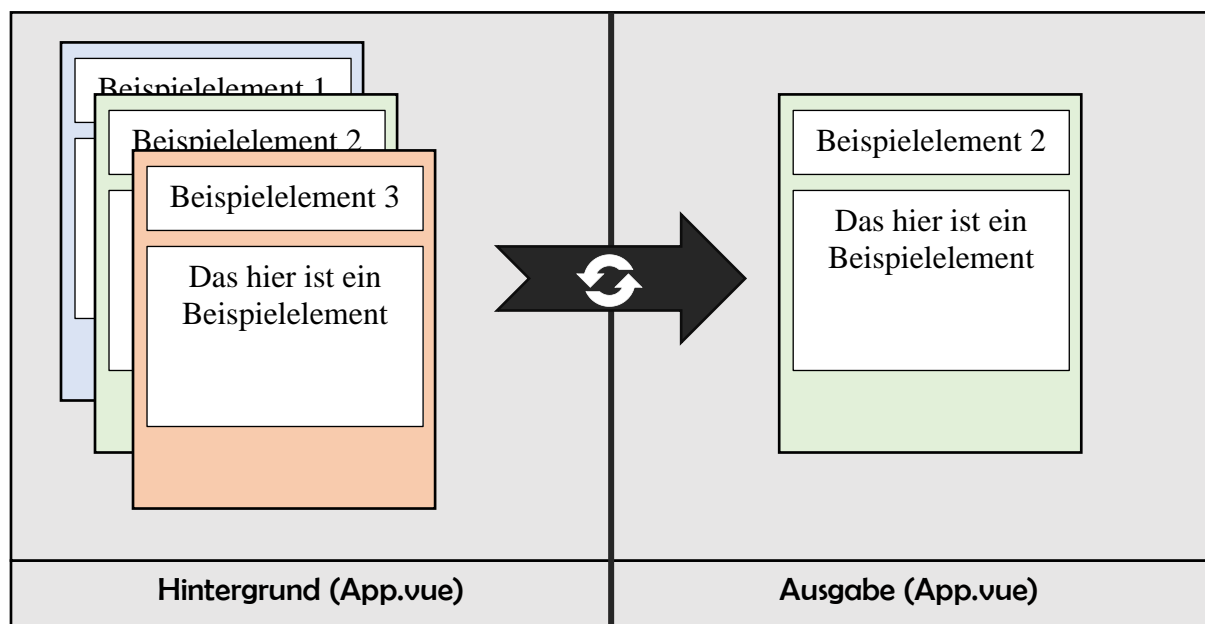 Beispielelement 1
Beispielelement 2
Beispielelement 3
Das hier ist ein
Beispielelement
Beispielelement 2
Das hier ist ein
Beispielelement
Hintergrund (App.vue)
Ausgabe (App.vue)